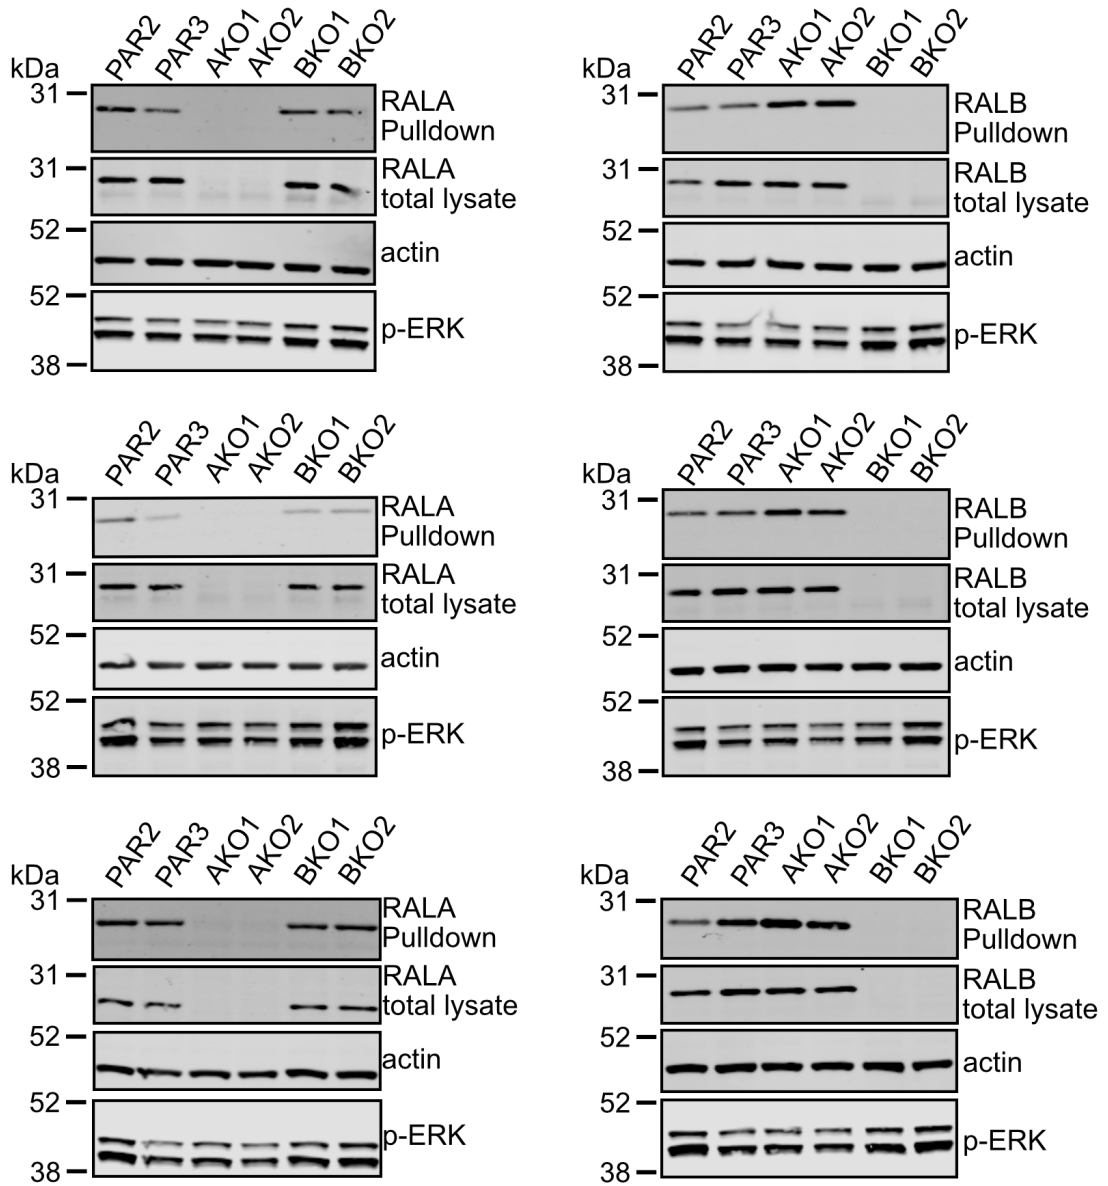 PAR2 PAR3 AKO1 AKO2 BKO1 BKO2
kDa
31
RALA
Pulldown
31
RALA
total lysate
52
actin
52
p-ERK
38
PAR2 PAR3 AKO1 AKO2 BKO1 BKO2
kDa
31
RALB
Pulldown
31
RALB
total lysate
52
actin
52
p-ERK
38
PAR2 PAR3 AKO1 AKO2 BKO1 BKO2
kDa
31
RALA
Pulldown
31
RALA
total lysate
52
actin
52
p-ERK
38
PAR2 PAR3 AKO1 AKO2 BKO1 BKO2
kDa
31
RALB
Pulldown
31
RALB
total lysate
52
actin
52
p-ERK
38
PAR2 PAR3 AKO1 AKO2 BKO1 BKO2
kDa
31
RALA
Pulldown
31
RALA
total lysate
52
actin
52
p-ERK
38
PAR2 PAR3 AKO1 AKO2 BKO1 BKO2
kDa
31
RALB
Pulldown
31
RALB
total lysate
52
actin
52
p-ERK
38